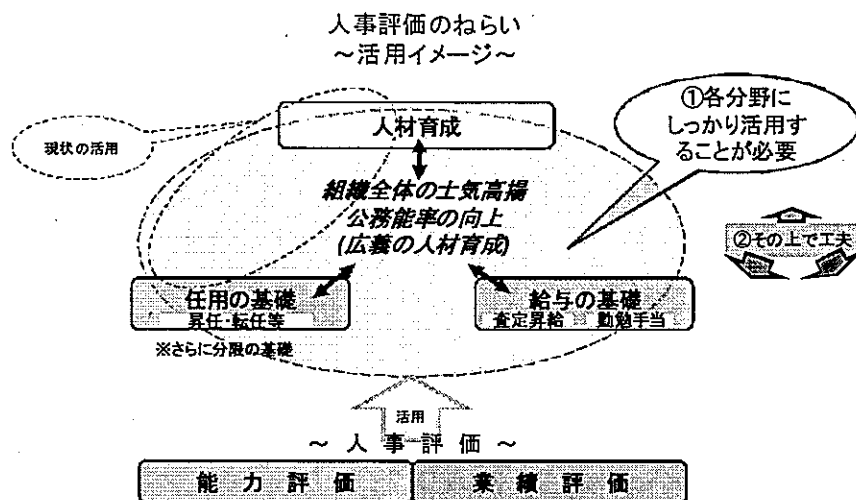 人事評価のねらい
～活用イメージ～
人材育成
現状の活用
①各分野に
しっかり活用す
ることが必要
組織全体の士気高揚
公務能率の向上
(広義の人材育成)
②その上で工夫
任用の基礎
昇任・転任等
給与の基礎
査定昇給 勤勉手当
※さらに分限の基礎
活用
～ 人 事 評 価 ～
能 力 評 価
業 績 評 価